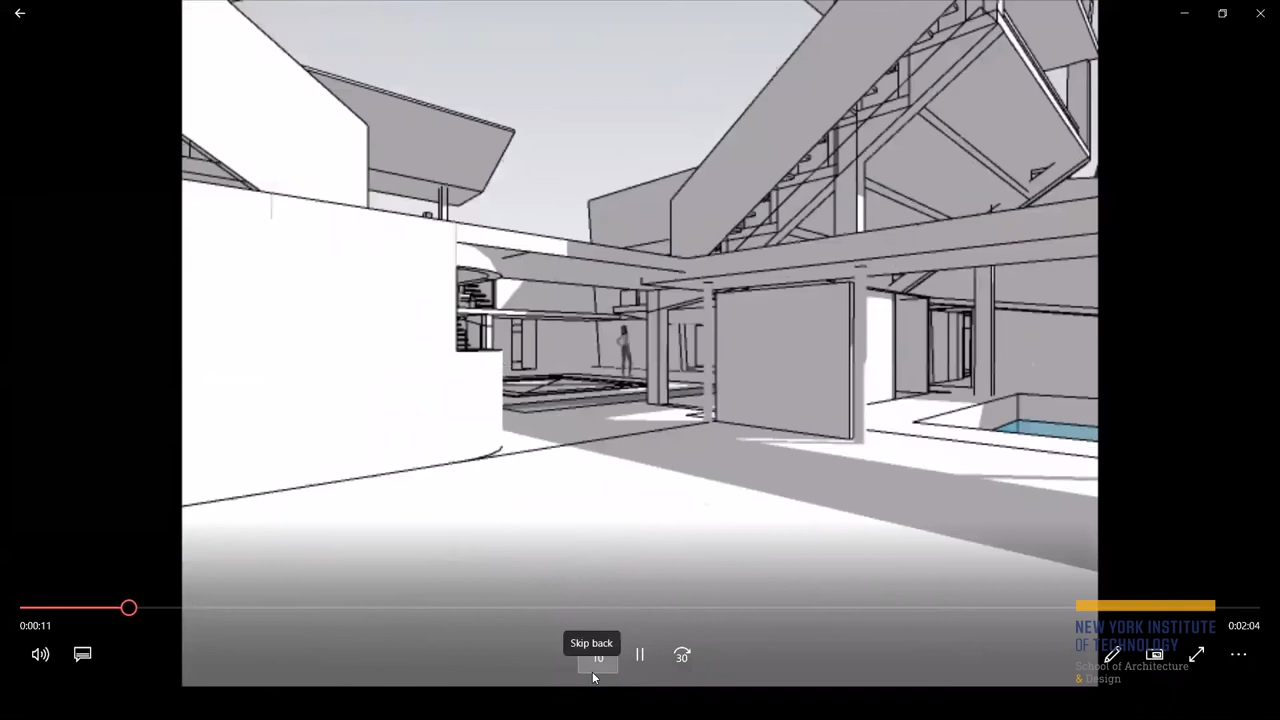 0:00:11
0:02:04
NEW YORK INSTITUTE
OF TECHNOLOGY
School of Architecture
& Design
Skip back
10
30